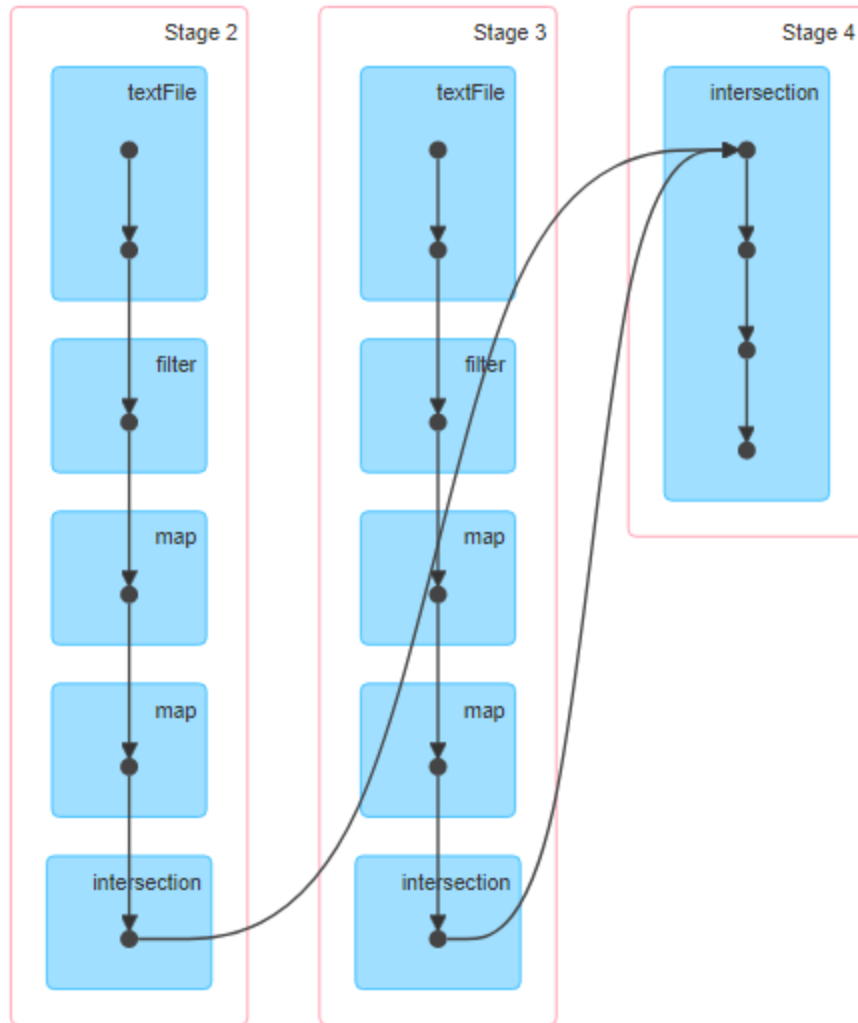 Stage 2
textFile
filter
map
map
intersection
Stage 3
textFile
filter
map
map
intersection
Stage 4
intersection